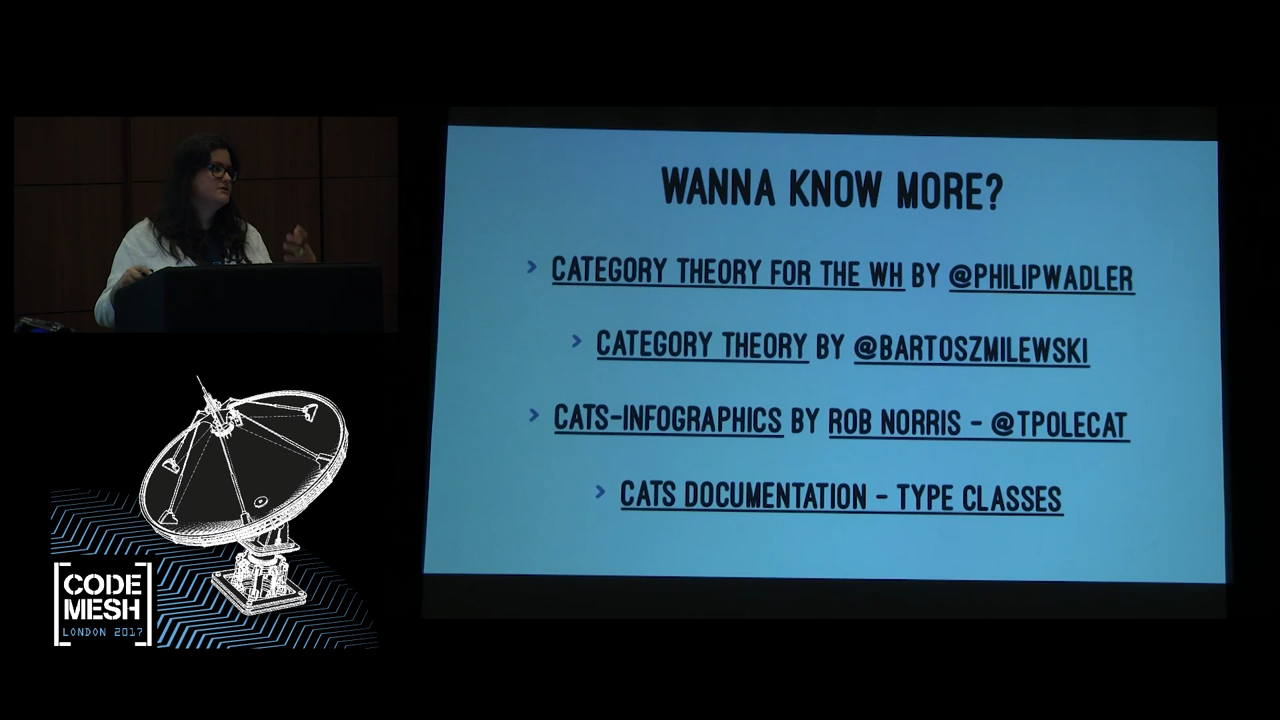 WANNA KNOW MORE?
CATEGORY THEORY FOR THE WH BY @PHILIPWADLER
CATEGORY THEORY BY @BARTOSZMILEWSKI
CATS-INFOGRAPHICS BY ROB NORRIS - @TPOLECAT
CATS DOCUMENTATION - TYPE CLASSES
CODE
MESH
LONDON 2017